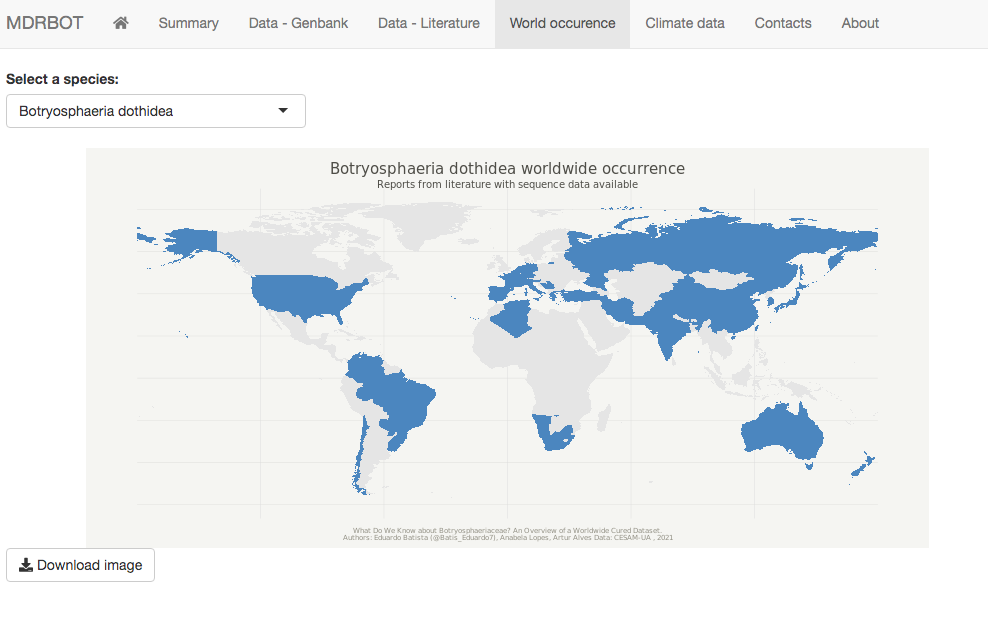 MDRBOT Summary Data - Genbank Data - Literature World occurence Climate data Contacts About
Select a species:
Botryosphaeria dothidea
Botryosphaeria dothidea worldwide occurrence
Reports from literature with sequence data available
What Do We Know about Botryosphaeriaceae? An Overview of a Worldwide Cured Dataset.
Authors: Eduardo Batista (@Batis_Eduardo7), Anabela Lopes, Artur Alves Data: CESAM-UA , 2021
Download image